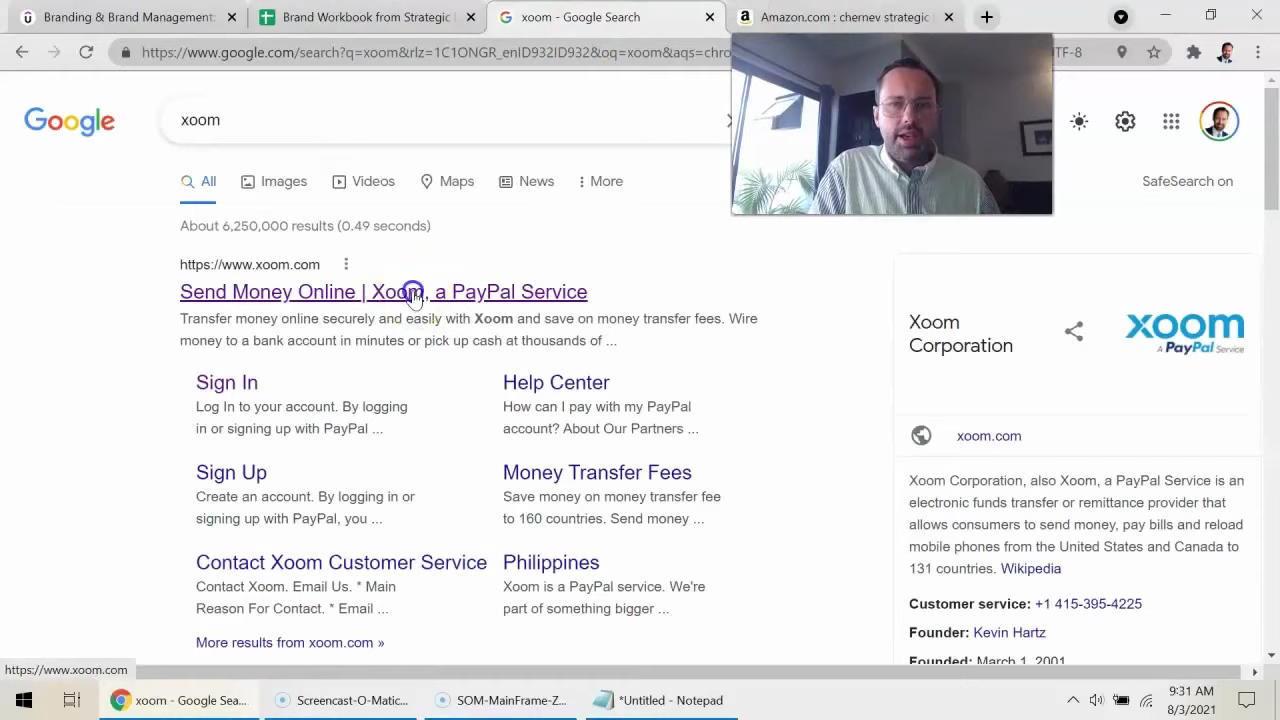 Brand Workbook for Management
Brand Workbook from Strategic
xoom - Google Search
Amazon.com : chernev strategic
https://www.google.com/search?q=xoom&rlz=1C1ONGR_enID932ID932&oq=xoom&aqs=chro
TF-8
Google
xoom
All
Images
Videos
Maps
News
More
SafeSearch on
About 6,250,000 results (0.49 seconds)
https://www.xoom.com
Send Money Online | Xoom, a PayPal Service
Transfer money online securely and easily with Xoom and save on money transfer fees. Wire
money to a bank account in minutes or pick up cash at thousands of ...
Sign In
Log In to your account. By logging
in or signing up with PayPal ...
Help Center
How can I pay with my PayPal
account? About Our Partners ...
Sign Up
Create an account. By logging in or
signing up with PayPal, you ...
Money Transfer Fees
Save money on money transfer fee
to 160 countries. Send money ...
Contact Xoom Customer Service
Contact Xoom. Email Us. * Main
Reason For Contact. * Email ...
Philippines
Xoom is a PayPal service. We're
part of something bigger ...
More results from xoom.com »
Xoom
Corporation
xoom
A PayPal Service
xoom.com
Xoom Corporation, also Xoom, a PayPal Service is an
electronic funds transfer or remittance provider that
allows consumers to send money, pay bills and reload
mobile phones from the United States and Canada to
131 countries. Wikipedia
Customer service: +1 415-395-4225
Founder: Kevin Hartz
Founded: March 1, 2001
https://www.xoom.com
xoom - Google Sea...
Screencast-O-Matic...
SOM-MainFrame-Z...
*Untitled - Notepad
9:31 AM
8/3/2021